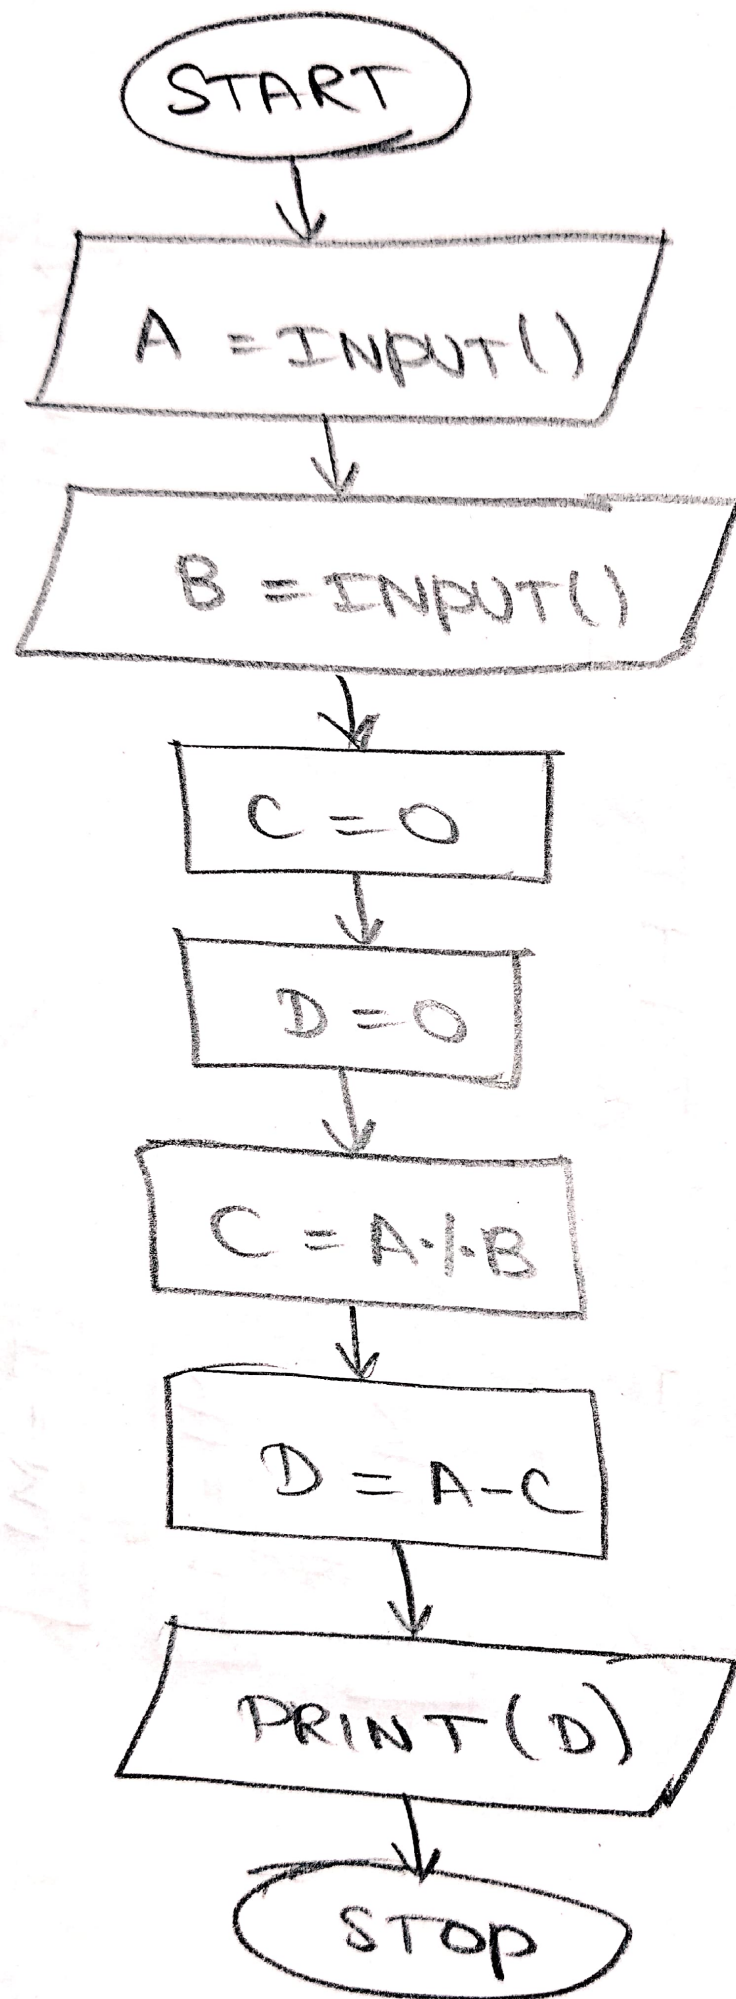 START
A = INPUT()
B = INPUT()
C = 0
D = 0
C = A·|·B
D = A-C
PRINT(D)
STOP